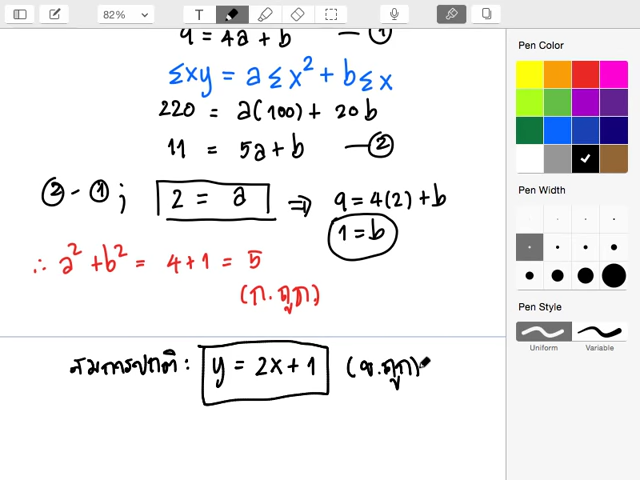 82%
9 = 4a + b — ①
Pen Color
Σxy = a Σx² + b Σx
220 = a(100) + 20b
11 = 5a + b — ②
② - ① ; 2 = a ⇒ 9 = 4(2) + b
1 = b
Pen Width
∴ a² + b² = 4 + 1 = 5
(ก. ถูก)
Pen Style
Uniform Variable
สมการปกติ : y = 2x + 1 (ข. ถูก)